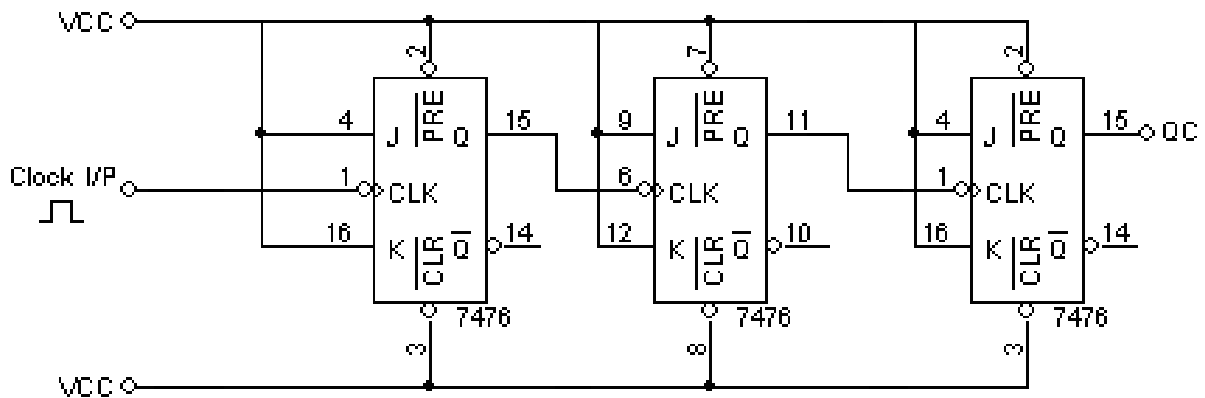 VCC
2
7
2
4
J
PRE
Q
15
9
J
PRE
Q
11
4
J
PRE
Q
15
QC
Clock I/P
1
CLK
6
CLK
1
CLK
16
K
CLR
Q
14
12
K
CLR
Q
10
16
K
CLR
Q
14
7476
7476
7476
3
8
3
VCC